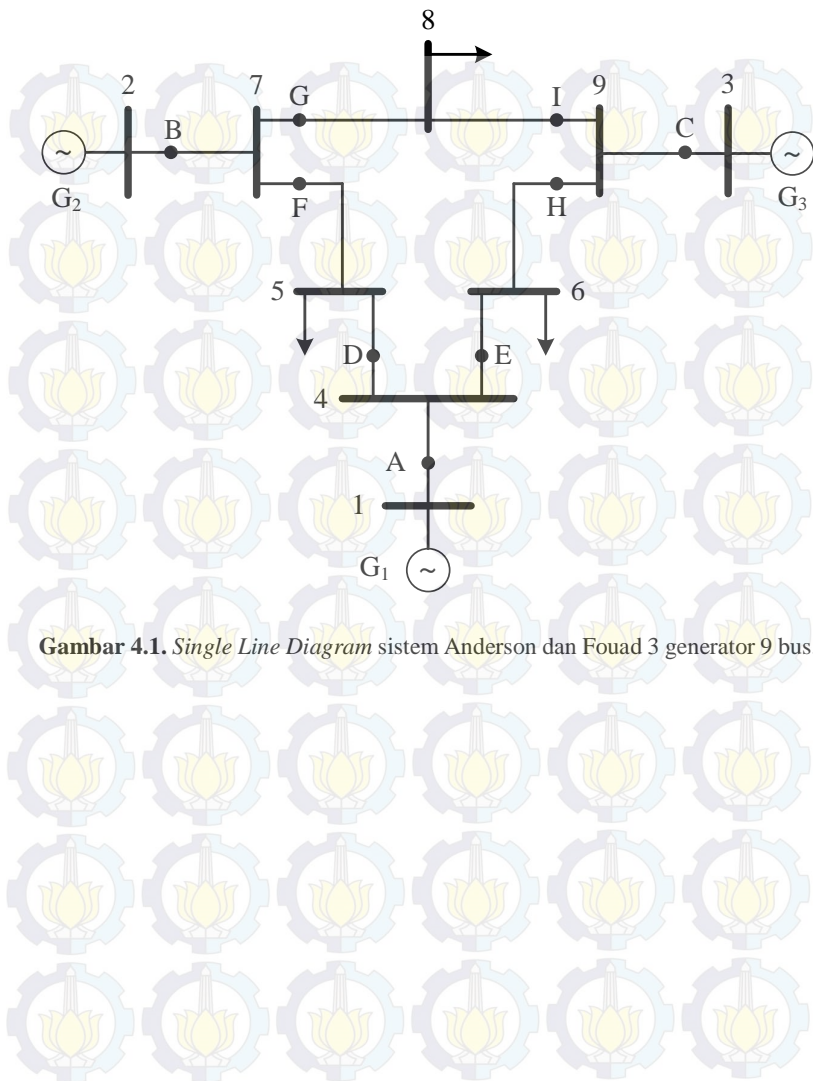 8
2
7
G
I
9
3
B
C
~
~
G2
F
H
G3
5
6
D
E
4
A
1
G1
~
Gambar 4.1. Single Line Diagram sistem Anderson dan Fouad 3 generator 9 bus